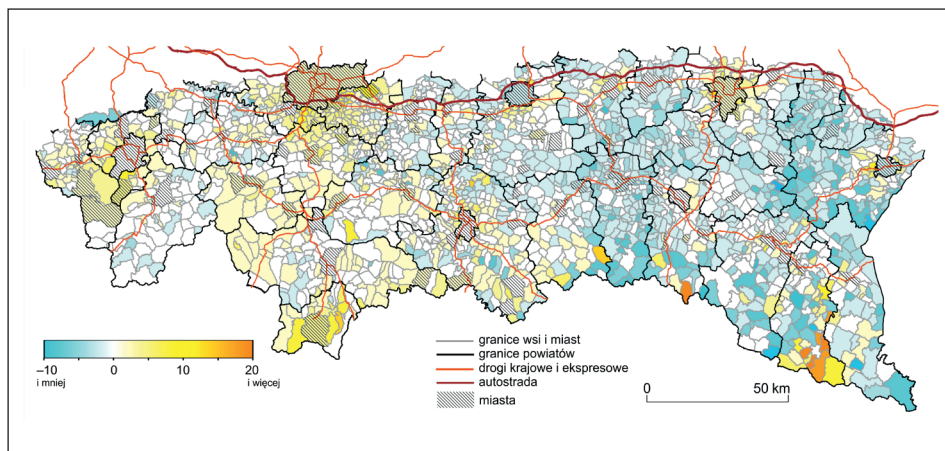 –10
0
10
20
i mniej
i więcej
granice wsi i miast
granice powiatów
drogi krajowe i ekspresowe
autostrada
miasta
0
50 km